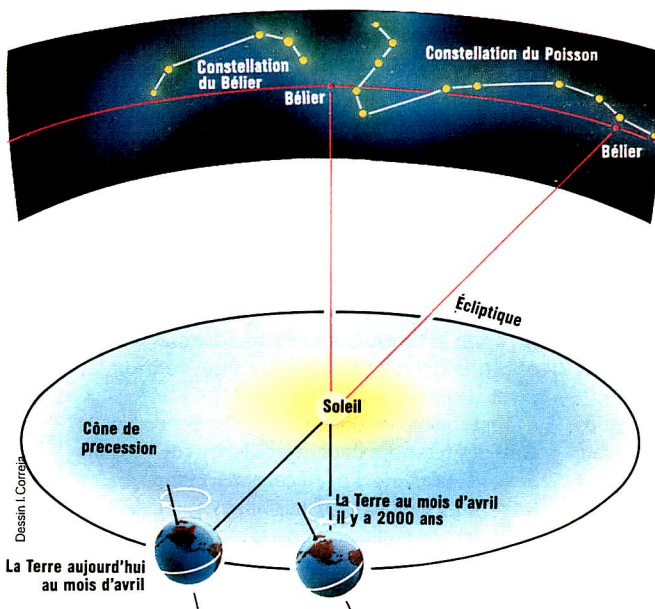 Constellation
du Bélier
Constellation du Poisson
Bélier
Bélier
Écliptique
Soleil
Cône de
precession
La Terre au mois d'avril
il y a 2000 ans
La Terre aujourd'hui
au mois d'avril
Dessin I. Correia